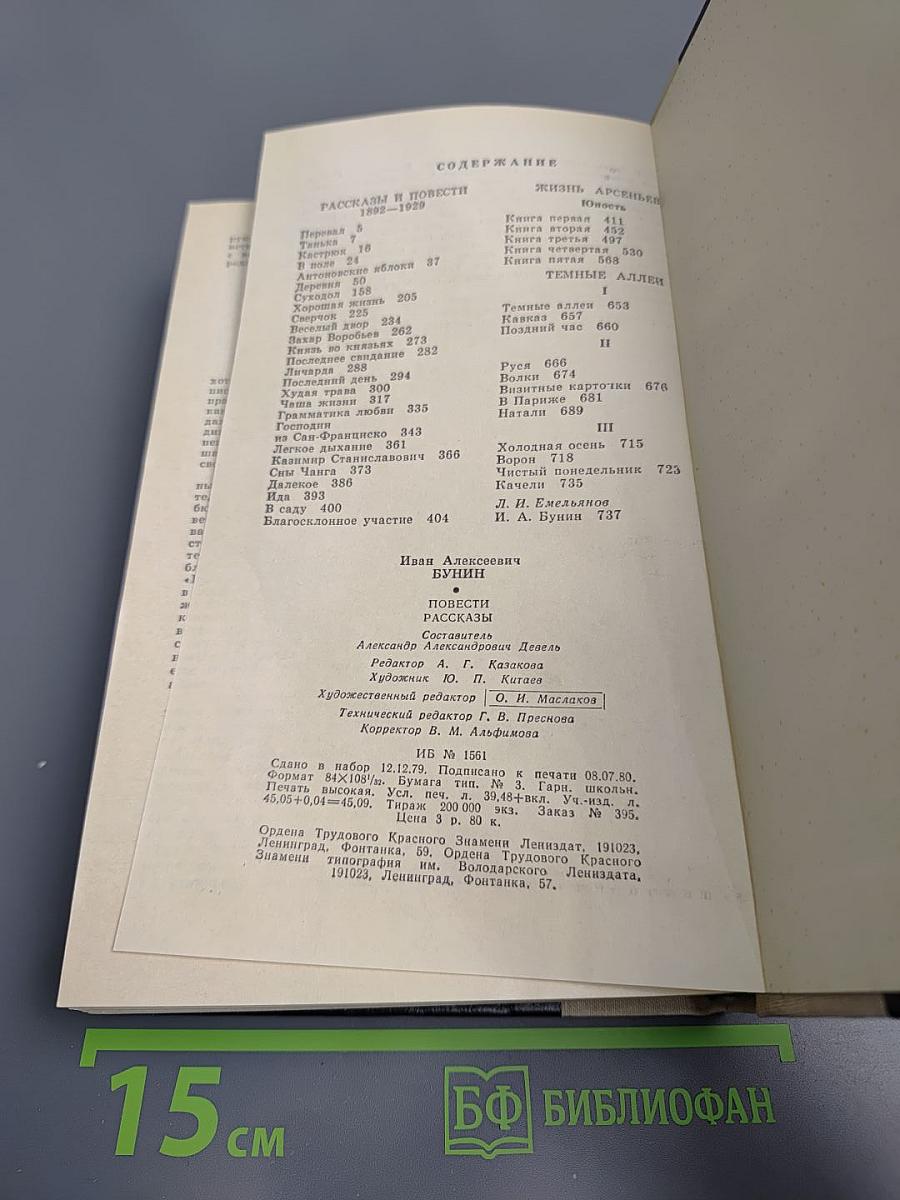 СОДЕРЖАНИЕ
РАССКАЗЫ И ПОВЕСТИ
1892—1929
Перевал 5
Танька 7
Кастрюк 16
В поле 24
Антоновские яблоки 37
Деревня 50
Суходол 158
Хорошая жизнь 205
Сверчок 225
Веселый двор 234
Захар Воробьев 262
Князь во князьях 273
Последнее свидание 282
Личарда 288
Последний день 294
Худая трава 300
Чаша жизни 317
Грамматика любви 335
Господин
из Сан-Франциско 343
Легкое дыхание 361
Казимир Станиславович 366
Сны Чанга 373
Далекое 386
Ида 393
В саду 400
Благосклонное участие 404
ЖИЗНЬ АРСЕНЬЕВ
Юность
Книга первая 411
Книга вторая 452
Книга третья 497
Книга четвертая 530
Книга пятая 568
ТЕМНЫЕ АЛЛЕИ
I
Темные аллеи 653
Кавказ 657
Поздний час 660
II
Руся 666
Волки 674
Визитные карточки 676
В Париже 681
Натали 689
III
Холодная осень 715
Ворон 718
Чистый понедельник 723
Качели 735
Л. И. Емельянов
И. А. Бунин 737
Иван Алексеевич
БУНИН
•
ПОВЕСТИ
РАССКАЗЫ
Составитель
Александр Александрович Девель
Редактор А. Г. Казакова
Художник Ю. П. Китаев
Художественный редактор О. И. Маслаков
Технический редактор Г. В. Преснова
Корректор В. М. Альфимова
ИБ № 1561
Сдано в набор 12.12.79. Подписано к печати 08.07.80.
Формат 84×108¹/₃₂. Бумага тип. № 3. Гарн. школьн.
Печать высокая. Усл. печ. л. 39,48+вкл. Уч.-изд. л.
45,05+0,04=45,09. Тираж 200 000 экз. Заказ № 395.
Цена 3 р. 80 к.
Ордена Трудового Красного Знамени Лениздат, 191023,
Ленинград, Фонтанка, 59. Ордена Трудового Красного
Знамени типография им. Володарского Лениздата,
191023, Ленинград, Фонтанка, 57.
15 см
БФ БИБЛИОФАН